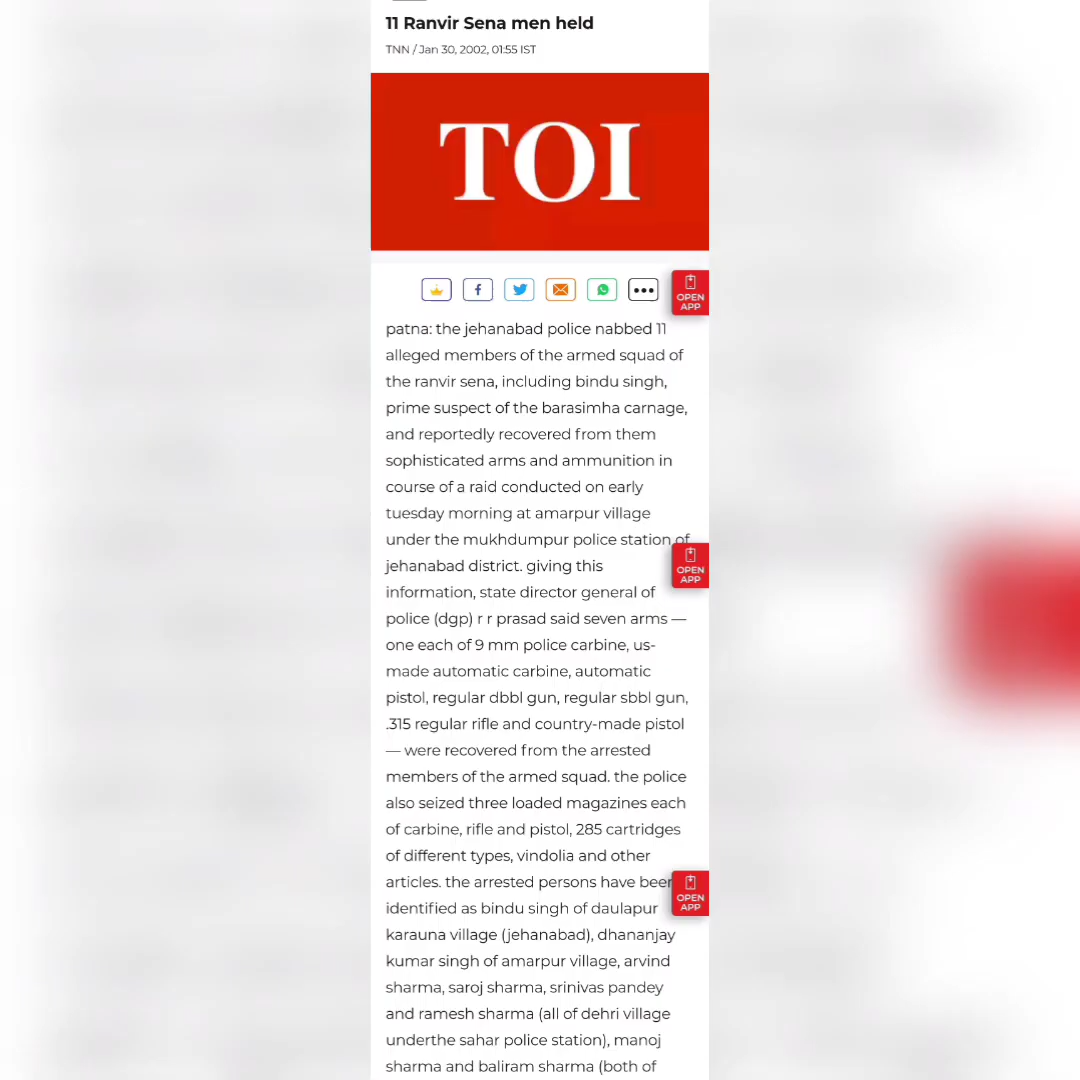 11 Ranvir Sena men held
TNN / Jan 30, 2002, 01:55 IST
TOI
OPEN
APP
patna: the jehanabad police nabbed 11
alleged members of the armed squad of
the ranvir sena, including bindu singh,
prime suspect of the barasimha carnage,
and reportedly recovered from them
sophisticated arms and ammunition in
course of a raid conducted on early
tuesday morning at amarpur village
under the mukhdumpur police station of
OPEN
APP
jehanabad district. giving this
information, state director general of
police (dgp) r r prasad said seven arms —
one each of 9 mm police carbine, us-
made automatic carbine, automatic
pistol, regular dbbl gun, regular sbbl gun,
.315 regular rifle and country-made pistol
— were recovered from the arrested
members of the armed squad. the police
also seized three loaded magazines each
of carbine, rifle and pistol, 285 cartridges
of different types, vindolia and other
articles. the arrested persons have been
OPEN
APP
identified as bindu singh of daulapur
karauna village (jehanabad), dhananjay
kumar singh of amarpur village, arvind
sharma, saroj sharma, srinivas pandey
and ramesh sharma (all of dehri village
underthe sahar police station), manoj
sharma and baliram sharma (both of